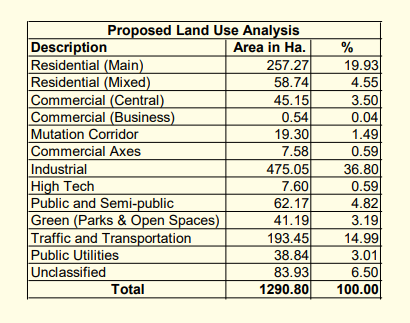 Proposed Land Use Analysis
Description Area in Ha. %
Residential (Main) 257.27 19.93
Residential (Mixed) 58.74 4.55
Commercial (Central) 45.15 3.50
Commercial (Business) 0.54 0.04
Mutation Corridor 19.30 1.49
Commercial Axes 7.58 0.59
Industrial 475.05 36.80
High Tech 7.60 0.59
Public and Semi-public 62.17 4.82
Green (Parks & Open Spaces) 41.19 3.19
Traffic and Transportation 193.45 14.99
Public Utilities 38.84 3.01
Unclassified 83.93 6.50
Total 1290.80 100.00